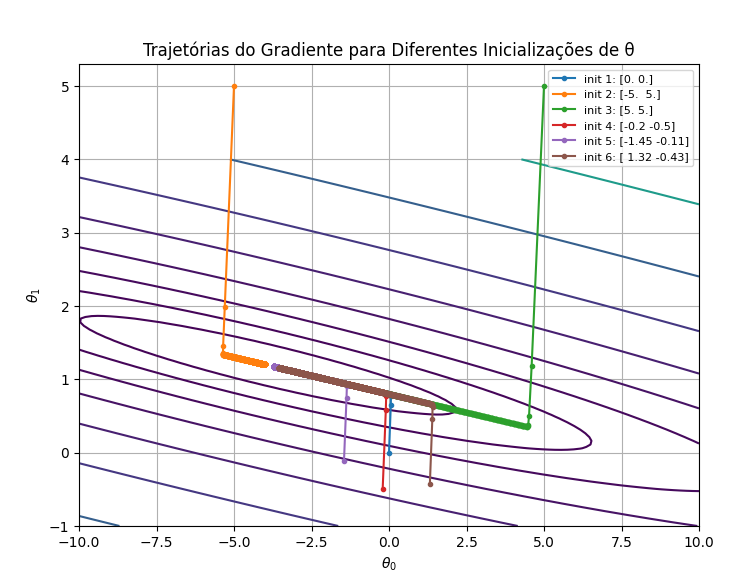 Trajetórias do Gradiente para Diferentes Inicializações de θ
init 1: [0. 0.]
init 2: [-5.  5.]
init 3: [5. 5.]
init 4: [-0.2 -0.5]
init 5: [-1.45 -0.11]
init 6: [ 1.32 -0.43]
5
4
3
2
1
0
−1
θ₁
−10.0 −7.5 −5.0 −2.5 0.0 2.5 5.0 7.5 10.0
θ₀